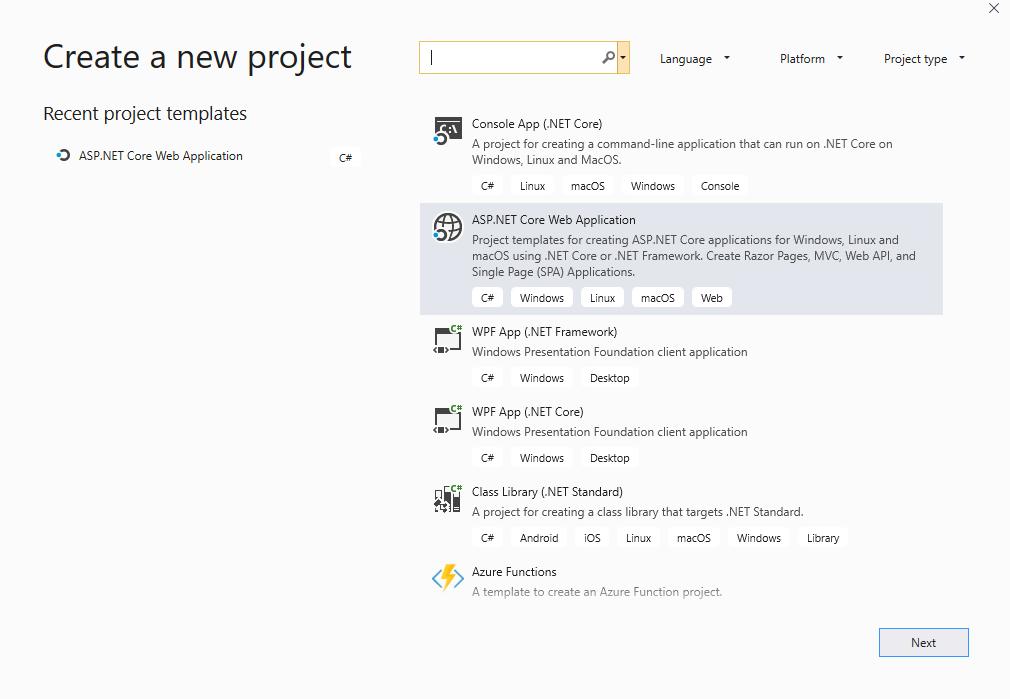 Create a new project
Language
Platform
Project type
Recent project templates
ASP.NET Core Web Application
C#
Console App (.NET Core)
A project for creating a command-line application that can run on .NET Core on
Windows, Linux and MacOS.
C# Linux macOS Windows Console
ASP.NET Core Web Application
Project templates for creating ASP.NET Core applications for Windows, Linux and
macOS using .NET Core or .NET Framework. Create Razor Pages, MVC, Web API, and
Single Page (SPA) Applications.
C# Windows Linux macOS Web
C#
WPF App (.NET Framework)
Windows Presentation Foundation client application
C# Windows Desktop
C#
WPF App (.NET Core)
Windows Presentation Foundation client application
C# Windows Desktop
C#
Class Library (.NET Standard)
A project for creating a class library that targets .NET Standard.
C# Android iOS Linux macOS Windows Library
Azure Functions
A template to create an Azure Function project.
Next